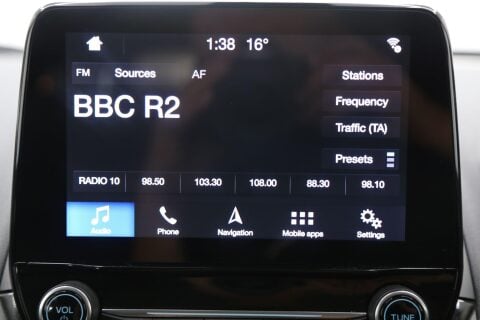 1:38 16°
FM Sources AF
BBC R2
Stations
Frequency
Traffic (TA)
Presets
RADIO 10 98.50 103.30 108.00 88.30 98.10
Audio Phone Navigation Mobile apps Settings
VOL TUNE